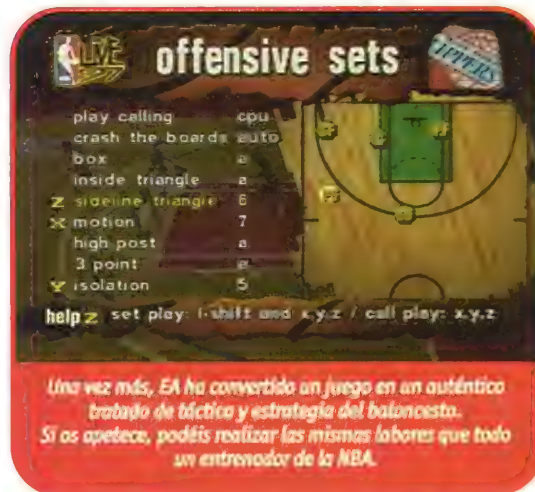 LIVE 97
offensive sets
CLIPPERS
play calling cpu
crash the boards auto
box a
inside triangle a
Z sideline triangle 6
X motion 7
high post a
3 point a
Y isolation 5
help z set play: l-shift and x,y,z / call play: x,y,z
Una vez más, EA ha convertido un juego en un auténtico
tratado de táctica y estrategia del baloncesto.
Si os apetece, podéis realizar las mismas labores que todo
un entrenador de la NBA.